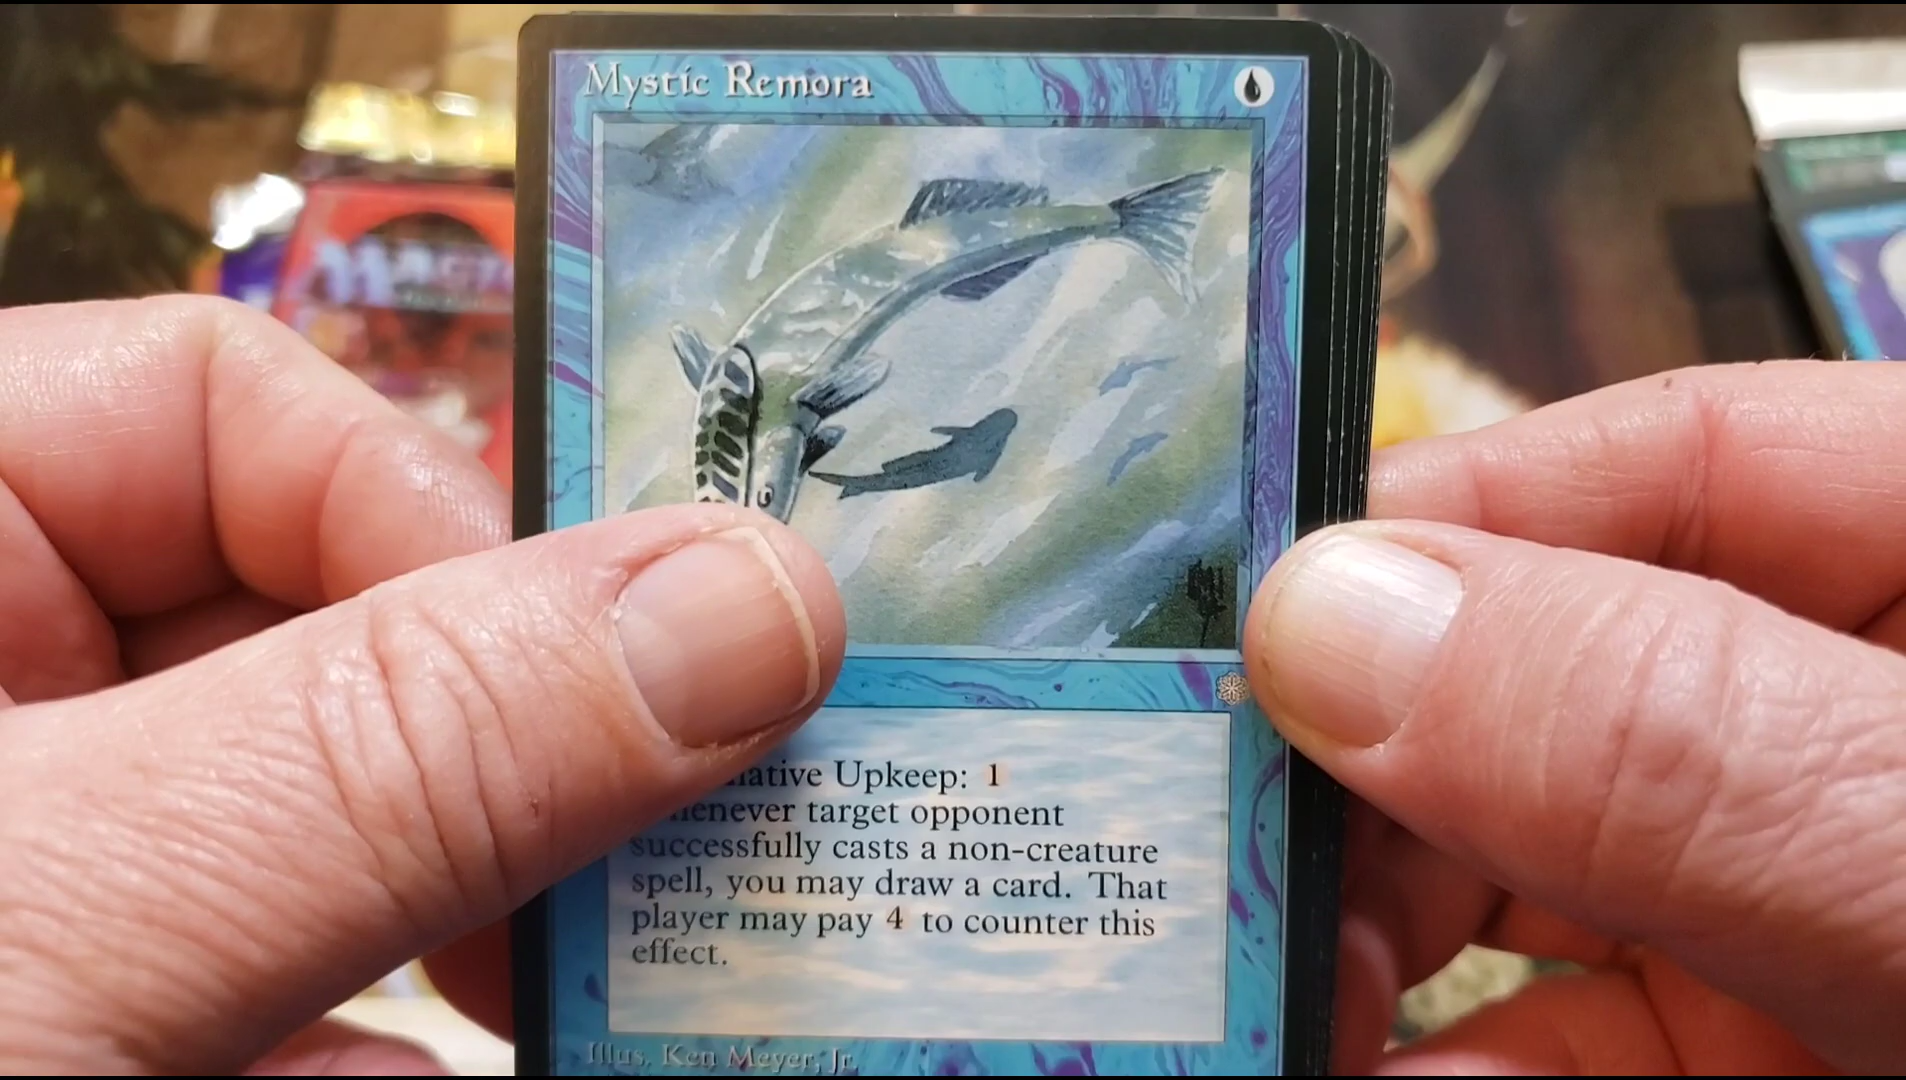 Mystic Remora
ative Upkeep: 1
enever target opponent
successfully casts a non-creature
spell, you may draw a card. That
player may pay 4 to counter this
effect.
Illus. Ken Meyer, Jr.